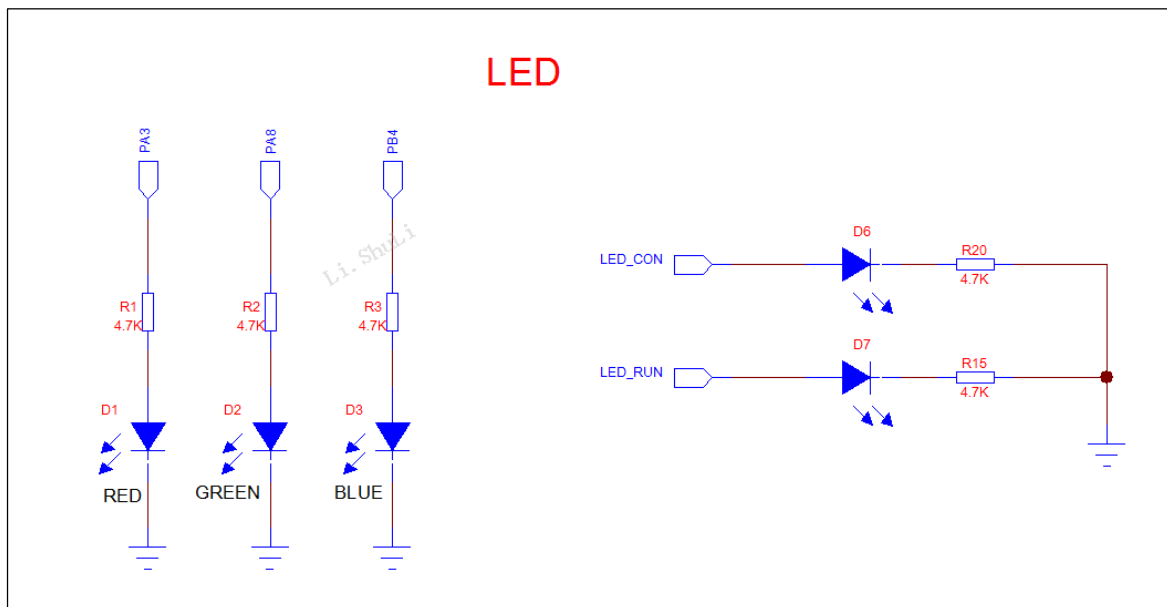 LED
PA3
PA8
PB4
Li.ShuLi
R1
4.7K
R2
4.7K
R3
4.7K
D1
D2
D3
RED
GREEN
BLUE
LED_CON
D6
R20
4.7K
LED_RUN
D7
R15
4.7K